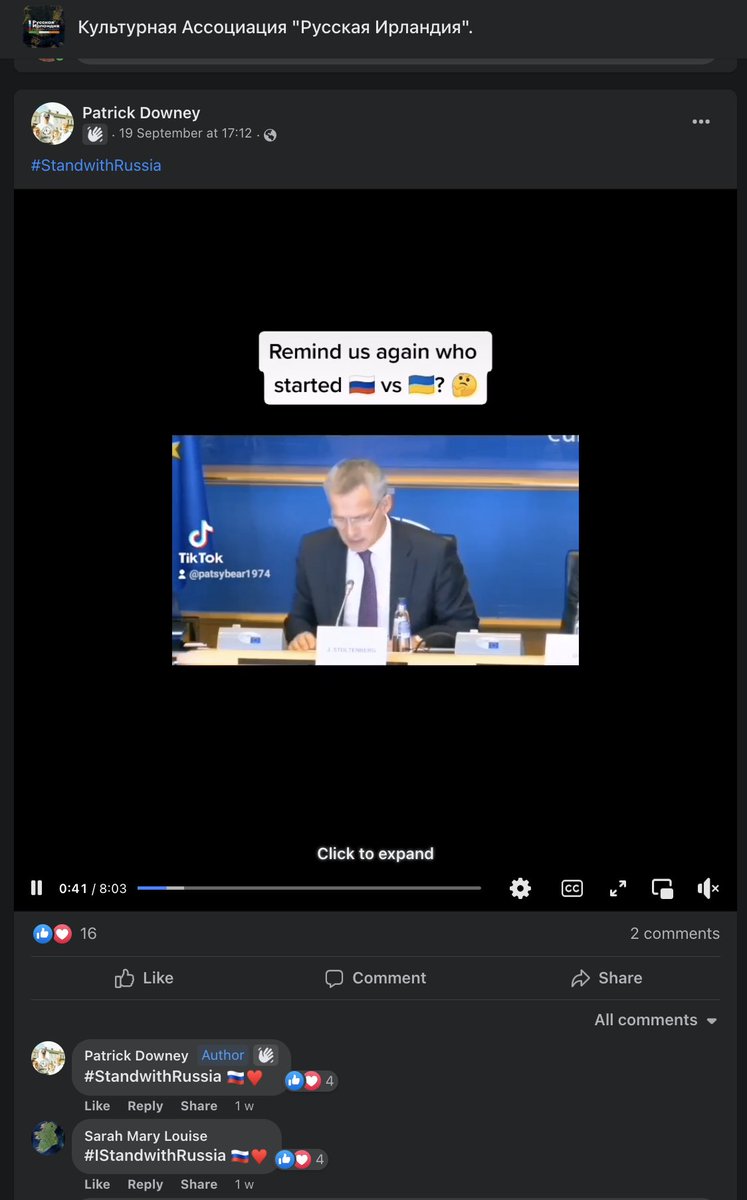 Культурная Ассоциация "Русская Ирландия".
Patrick Downey
· 19 September at 17:12 ·
#StandwithRussia
Remind us again who
started 🇷🇺 vs 🇺🇦? 🤔
TikTok
@patsybear1974
J. STOLTENBERG
Click to expand
0:41 / 8:03
CC
16
2 comments
Like
Comment
Share
All comments
Patrick Downey Author
#StandwithRussia 🇷🇺❤️
4
Like Reply Share 1 w
Sarah Mary Louise
#IStandwithRussia 🇷🇺❤️
4
Like Reply Share 1 w